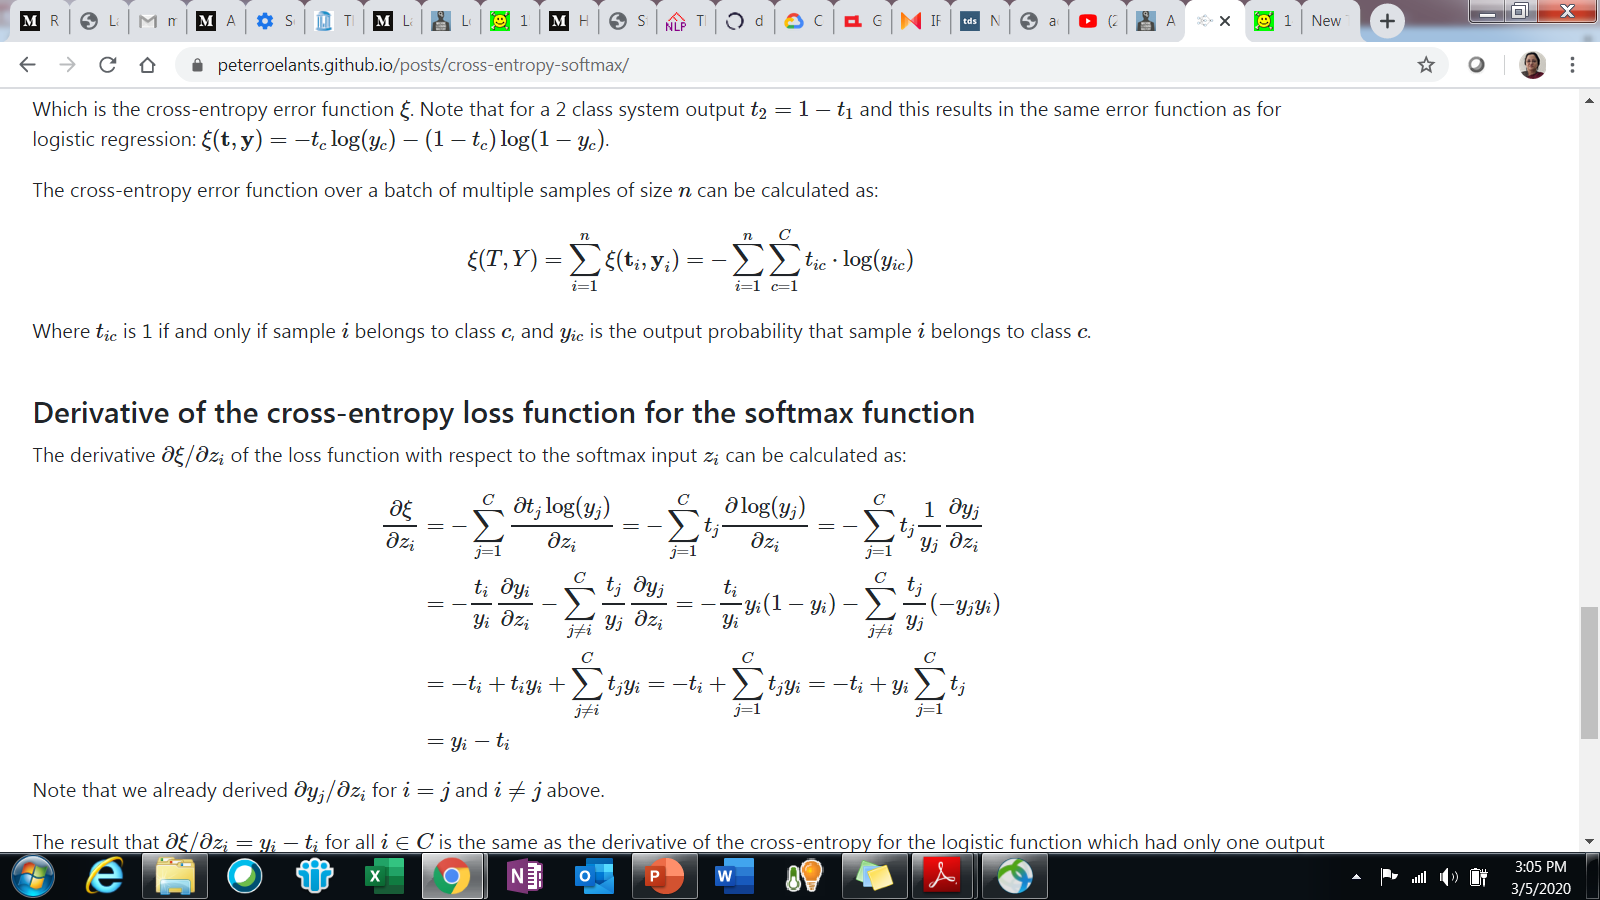 R L m A S T L L 1 H S T d C G IF N a (2 A 1 New
peterroelants.github.io/posts/cross-entropy-softmax/
Which is the cross-entropy error function ξ. Note that for a 2 class system output t₂ = 1 − t₁ and this results in the same error function as for
logistic regression: ξ(t, y) = −t_c log(y_c) − (1 − t_c) log(1 − y_c).
The cross-entropy error function over a batch of multiple samples of size n can be calculated as:
ξ(T, Y) = ∑_{i=1}^{n} ξ(t_i, y_i) = − ∑_{i=1}^{n} ∑_{c=1}^{C} t_{ic} · log(y_{ic})
Where t_{ic} is 1 if and only if sample i belongs to class c, and y_{ic} is the output probability that sample i belongs to class c.
Derivative of the cross-entropy loss function for the softmax function
The derivative ∂ξ/∂z_i of the loss function with respect to the softmax input z_i can be calculated as:
∂ξ/∂z_i = − ∑_{j=1}^{C} ∂t_j log(y_j)/∂z_i = − ∑_{j=1}^{C} t_j ∂ log(y_j)/∂z_i = − ∑_{j=1}^{C} t_j 1/y_j ∂y_j/∂z_i
= − t_i/y_i ∂y_i/∂z_i − ∑_{j≠i}^{C} t_j/y_j ∂y_j/∂z_i = − t_i/y_i y_i(1 − y_i) − ∑_{j≠i}^{C} t_j/y_j (−y_j y_i)
= −t_i + t_i y_i + ∑_{j≠i}^{C} t_j y_i = −t_i + ∑_{j=1}^{C} t_j y_i = −t_i + y_i ∑_{j=1}^{C} t_j
= y_i − t_i
Note that we already derived ∂y_j/∂z_i for i = j and i ≠ j above.
The result that ∂ξ/∂z_i = y_i − t_i for all i ∈ C is the same as the derivative of the cross-entropy for the logistic function which had only one output
3:05 PM
3/5/2020